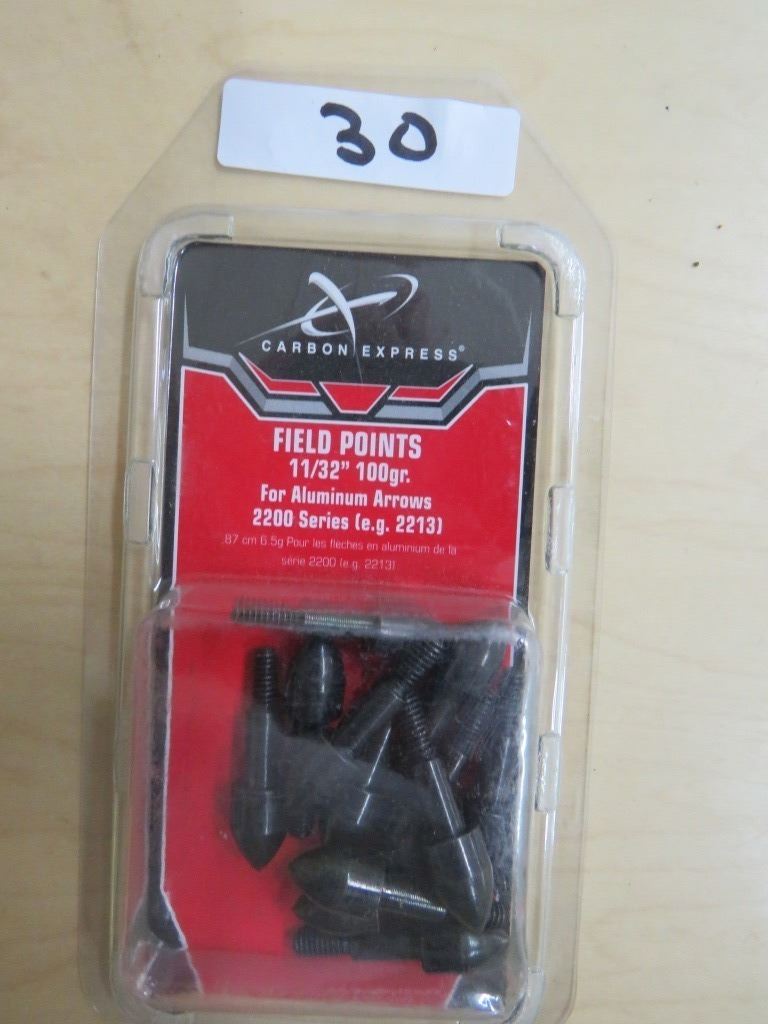 30
CARBON EXPRESS®
FIELD POINTS
11/32" 100gr.
For Aluminum Arrows
2200 Series (e.g. 2213)
.87 cm 6.5g Pour les fleches en aluminium de la
série 2200 (e.g. 2213)